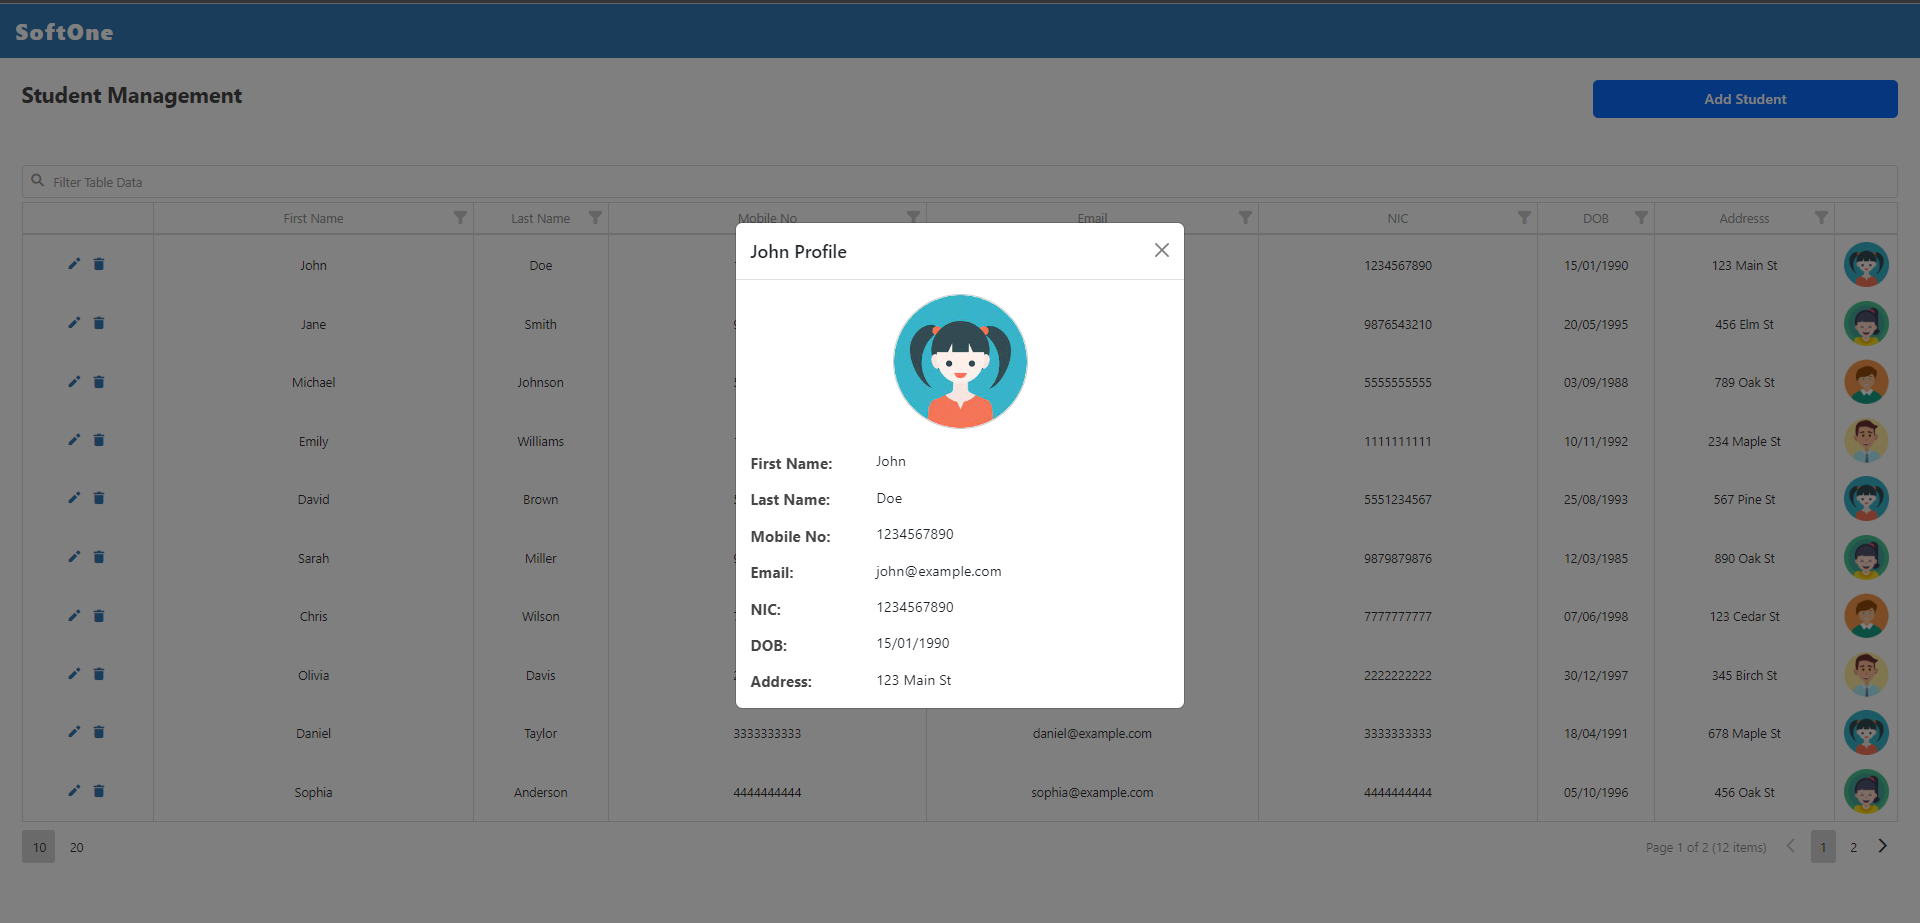 SoftOne
Student Management
Add Student
Filter Table Data
First Name Last Name Mobile No Email NIC DOB Addresss
John Profile
John Doe 1234567890 15/01/1990 123 Main St
Jane Smith 9876543210 20/05/1995 456 Elm St
Michael Johnson 5555555555 03/09/1988 789 Oak St
Emily Williams 1111111111 10/11/1992 234 Maple St
David Brown 5551234567 25/08/1993 567 Pine St
Sarah Miller 9879879876 12/03/1985 890 Oak St
Chris Wilson 7777777777 07/06/1998 123 Cedar St
Olivia Davis 2222222222 30/12/1997 345 Birch St
First Name: John
Last Name: Doe
Mobile No: 1234567890
Email: john@example.com
NIC: 1234567890
DOB: 15/01/1990
Address: 123 Main St
Daniel Taylor 3333333333 daniel@example.com 3333333333 18/04/1991 678 Maple St
Sophia Anderson 4444444444 sophia@example.com 4444444444 05/10/1996 456 Oak St
10 20 Page 1 of 2 (12 items) 1 2